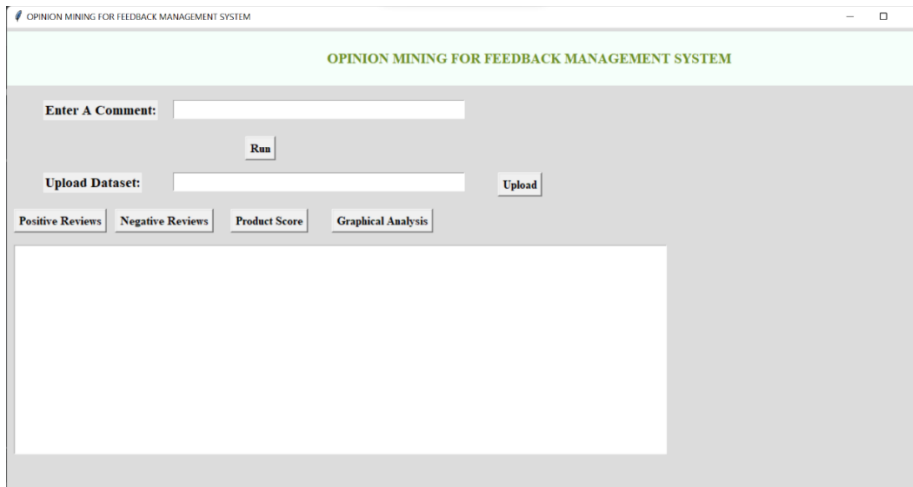 OPINION MINING FOR FEEDBACK MANAGEMENT SYSTEM
OPINION MINING FOR FEEDBACK MANAGEMENT SYSTEM
Enter A Comment:
Run
Upload Dataset:
Upload
Positive Reviews Negative Reviews Product Score Graphical Analysis